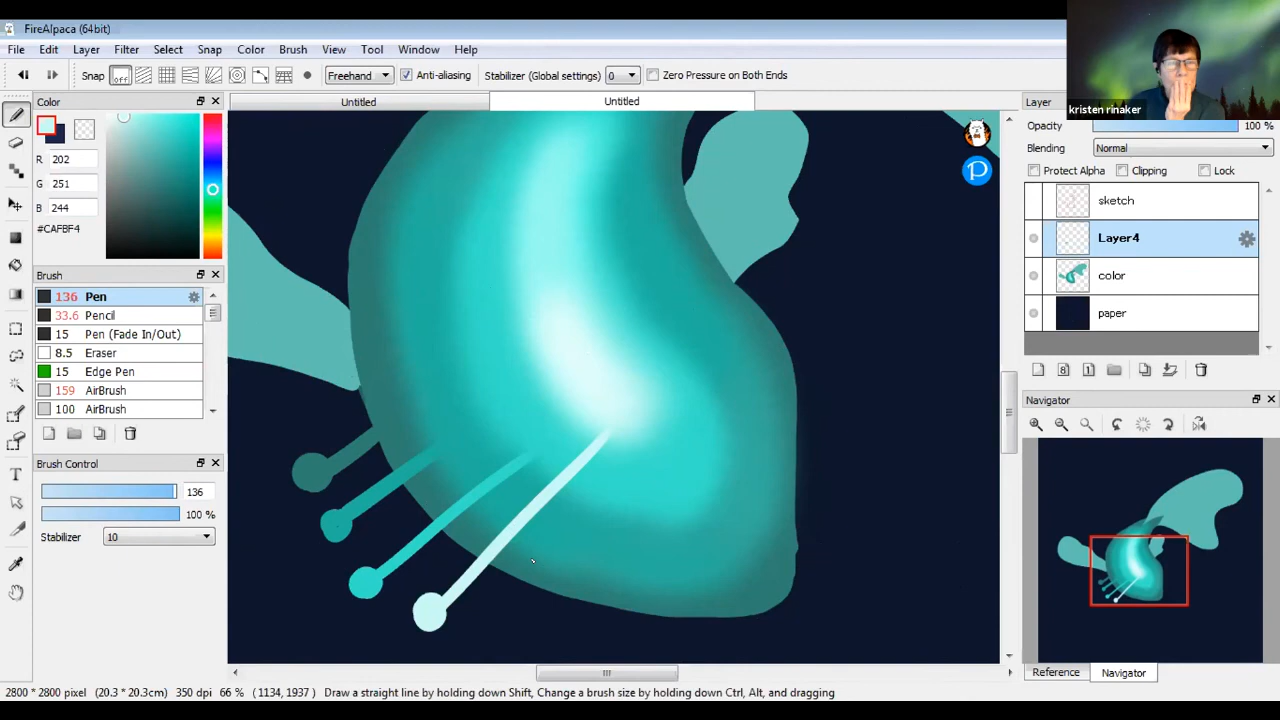 FireAlpaca (64bit)
File Edit Layer Filter Select Snap Color Brush View Tool Window Help
Snap off Freehand Anti-aliasing Stabilizer (Global settings) 0 Zero Pressure on Both Ends
kristen rinaker
Color
R 202
G 251
B 244
#CAFBF4
Brush
136 Pen
33.6 Pencil
15 Pen (Fade In/Out)
8.5 Eraser
15 Edge Pen
159 AirBrush
100 AirBrush
Brush Control
136
100 %
Stabilizer 10
Untitled Untitled
P
Layer
Opacity 100 %
Blending Normal
Protect Alpha Clipping Lock
sketch
Layer4
color
paper
8 1
Navigator
Reference Navigator
T
2800 * 2800 pixel (20.3 * 20.3cm) 350 dpi 66 % (1134, 1937) Draw a straight line by holding down Shift, Change a brush size by holding down Ctrl, Alt, and dragging